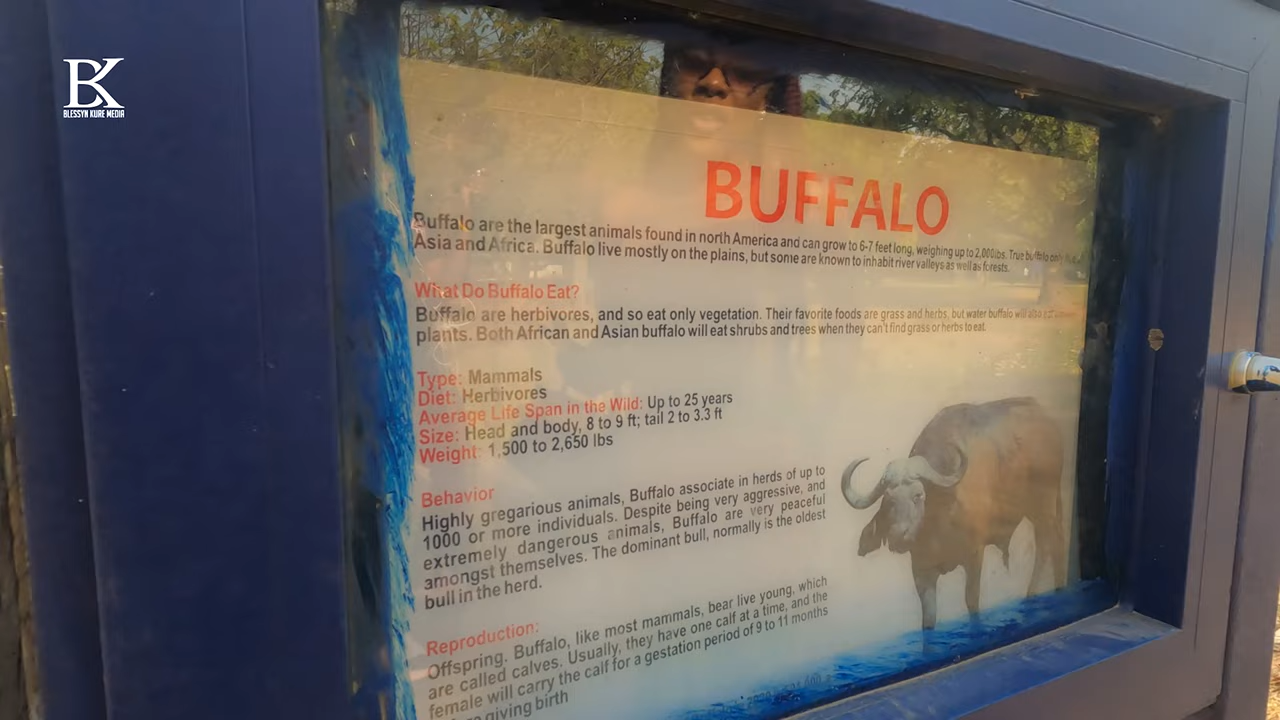 BK
BLESSYN KURE MEDIA
BUFFALO
Buffalo are the largest animals found in north America and can grow to 6-7 feet long, weighing up to 2,000lbs. True buffalo only
Asia and Africa. Buffalo live mostly on the plains, but some are known to inhabit river valleys as well as forests.
What Do Buffalo Eat?
Buffalo are herbivores, and so eat only vegetation. Their favorite foods are grass and herbs, but water buffalo will also eat
plants. Both African and Asian buffalo will eat shrubs and trees when they can't find grass or herbs to eat.
Type: Mammals
Diet: Herbivores
Average Life Span in the Wild: Up to 25 years
Size: Head and body, 8 to 9 ft; tail 2 to 3.3 ft
Weight: 1,500 to 2,650 lbs
Behavior
Highly gregarious animals, Buffalo associate in herds of up to
1000 or more individuals. Despite being very aggressive, and
extremely dangerous animals, Buffalo are very peaceful
amongst themselves. The dominant bull, normally is the oldest
bull in the herd.
Reproduction:
Offspring. Buffalo, like most mammals, bear live young, which
are called calves. Usually, they have one calf at a time, and the
female will carry the calf for a gestation period of 9 to 11 months
giving birth